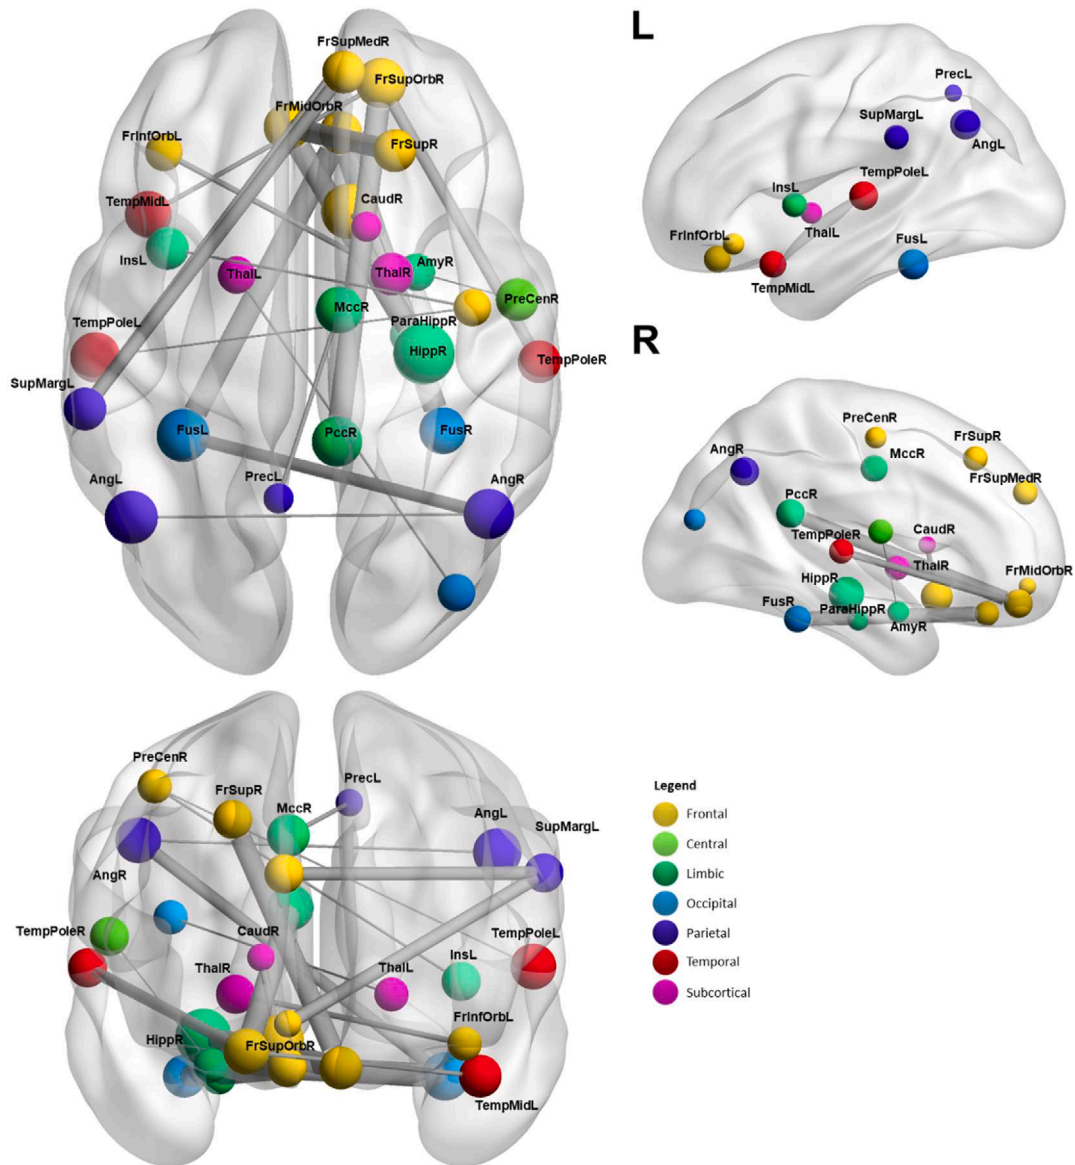 FrSupMedR
FrSupOrbR
FrMidOrbR
FrInfOrbL
FrSupR
TempMidL
CaudR
InsL
ThalL
ThalR
AmyR
MccR
PreCenR
TempPoleL
ParaHippR
HippR
TempPoleR
SupMargL
FusL
PccR
FusR
AngL
PrecL
AngR
L
PrecL
SupMargL
AngL
TempPoleL
InsL
ThalL
FrInfOrbL
FusL
TempMidL
R
PreCenR
FrSupR
AngR
MccR
FrSupMedR
PccR
TempPoleR
CaudR
ThalR
FrMidOrbR
HippR
FusR
ParaHippR
AmyR
PreCenR
FrSupR
PrecL
MccR
AngL
SupMargL
AngR
TempPoleR
CaudR
TempPoleL
ThalR
ThalL
InsL
HippR
FrSupOrbR
FrInfOrbL
TempMidL
Legend
Frontal
Central
Limbic
Occipital
Parietal
Temporal
Subcortical